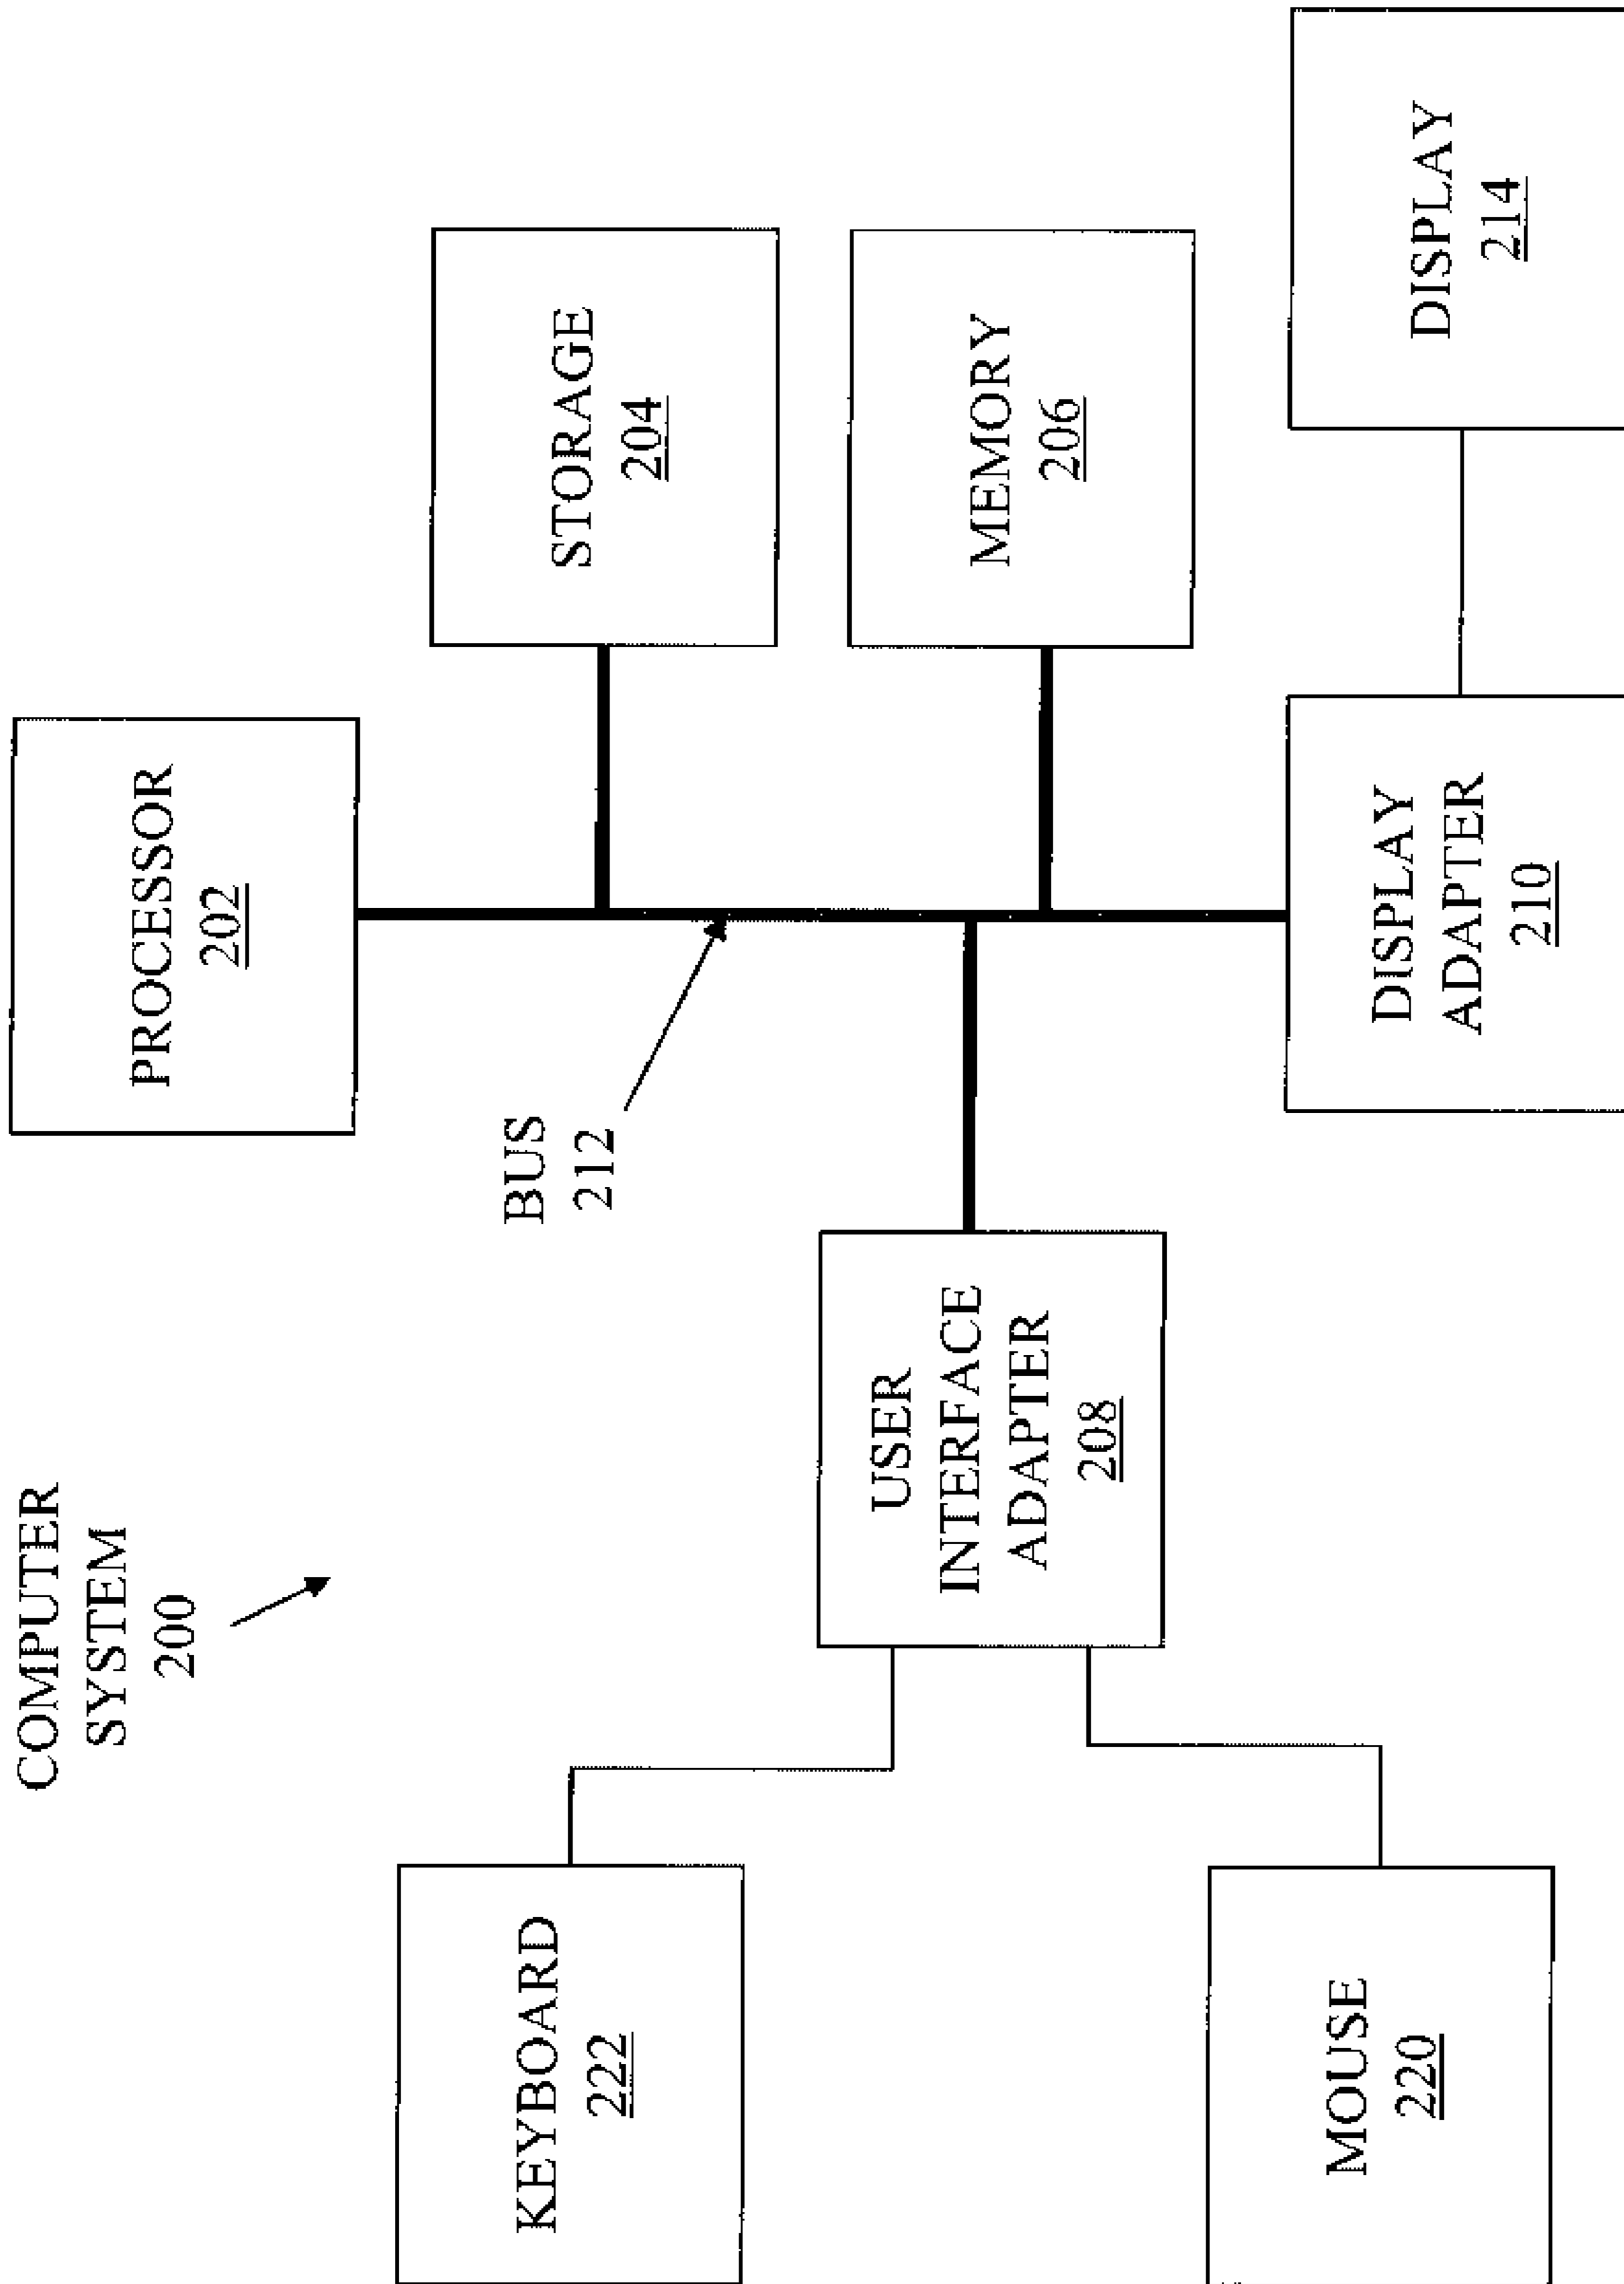 COMPUTER
SYSTEM
200
PROCESSOR
202
BUS
212
KEYBOARD
222
STORAGE
204
USER
INTERFACE
ADAPTER
208
MEMORY
206
MOUSE
220
DISPLAY
ADAPTER
210
DISPLAY
214